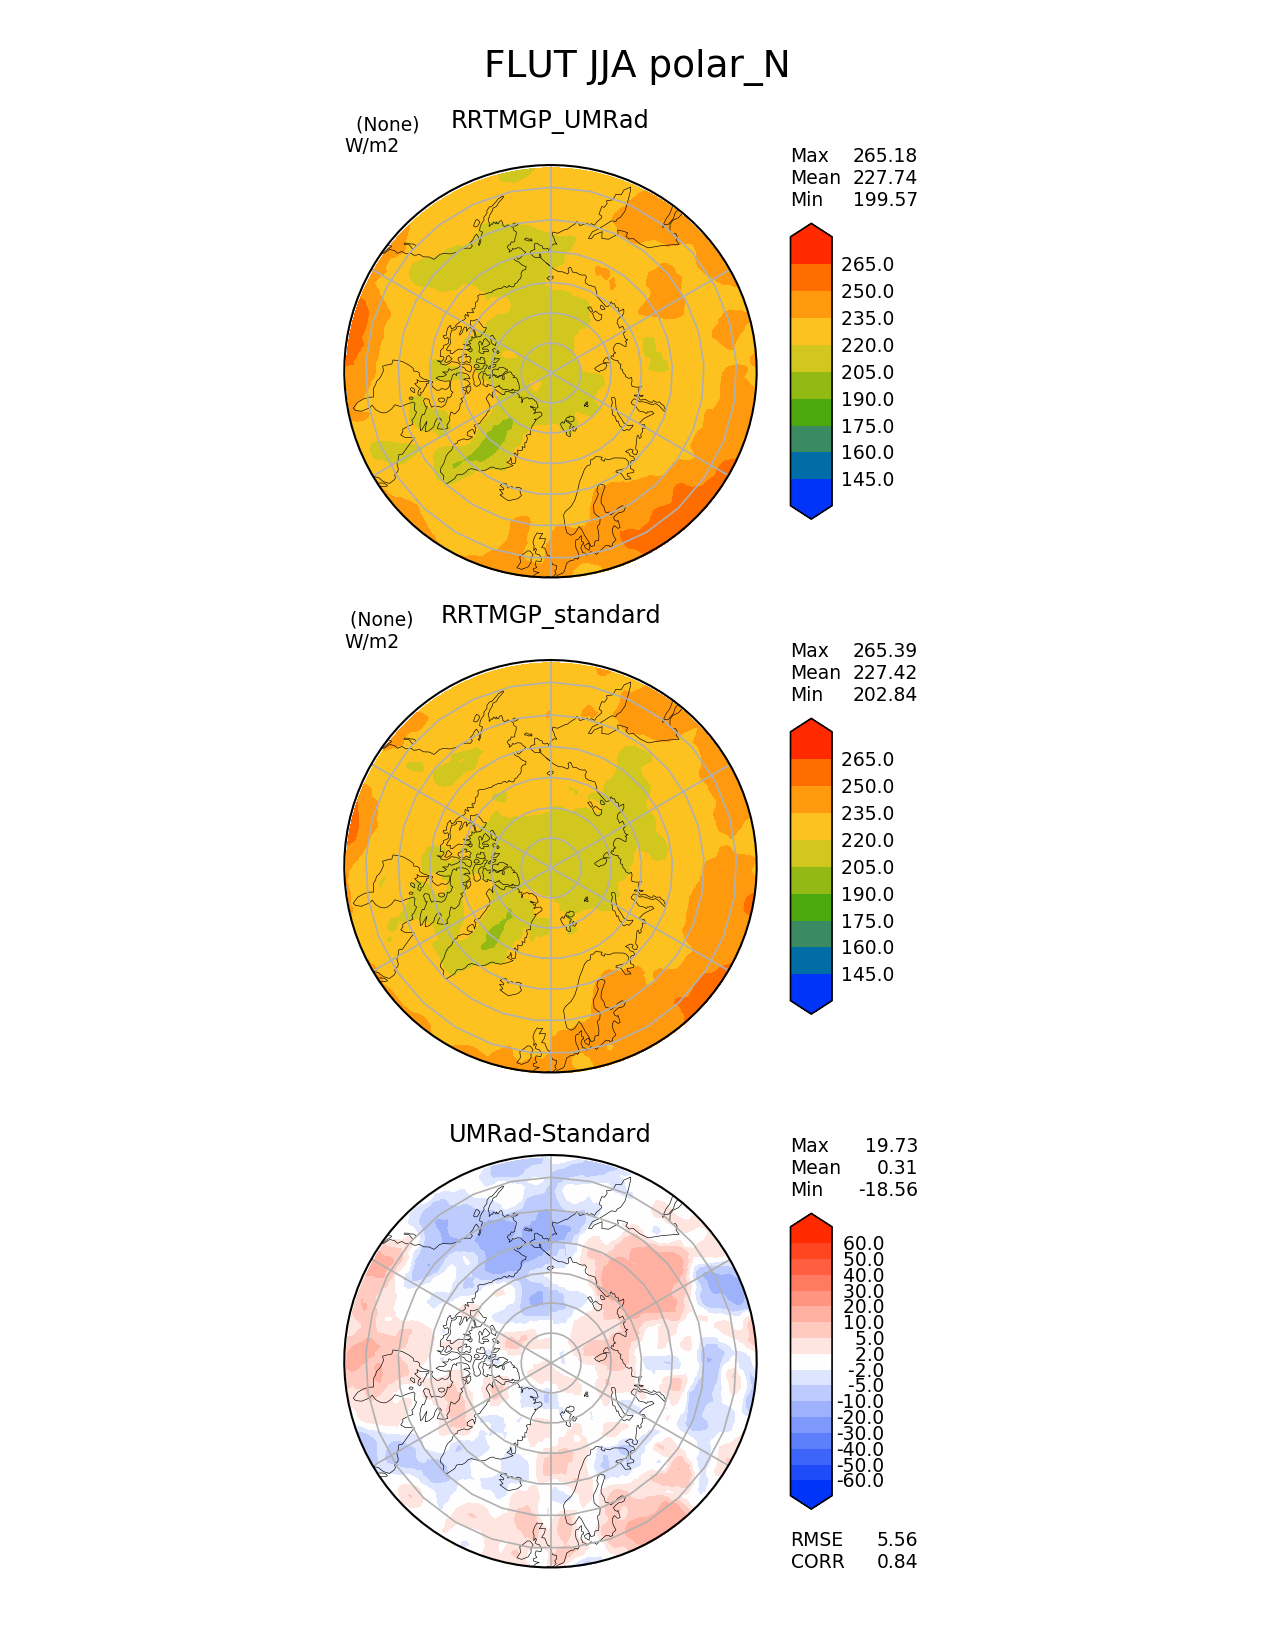 FLUT JJA polar_N
(None)
RRTMGP_UMRad
W/m2
Max 265.18
Mean 227.74
Min 199.57
265.0
250.0
235.0
220.0
205.0
190.0
175.0
160.0
145.0
(None)
RRTMGP_standard
W/m2
Max 265.39
Mean 227.42
Min 202.84
265.0
250.0
235.0
220.0
205.0
190.0
175.0
160.0
145.0
UMRad-Standard
Max 19.73
Mean 0.31
Min -18.56
60.0
50.0
40.0
30.0
20.0
10.0
5.0
2.0
-2.0
-5.0
-10.0
-20.0
-30.0
-40.0
-50.0
-60.0
RMSE 5.56
CORR 0.84